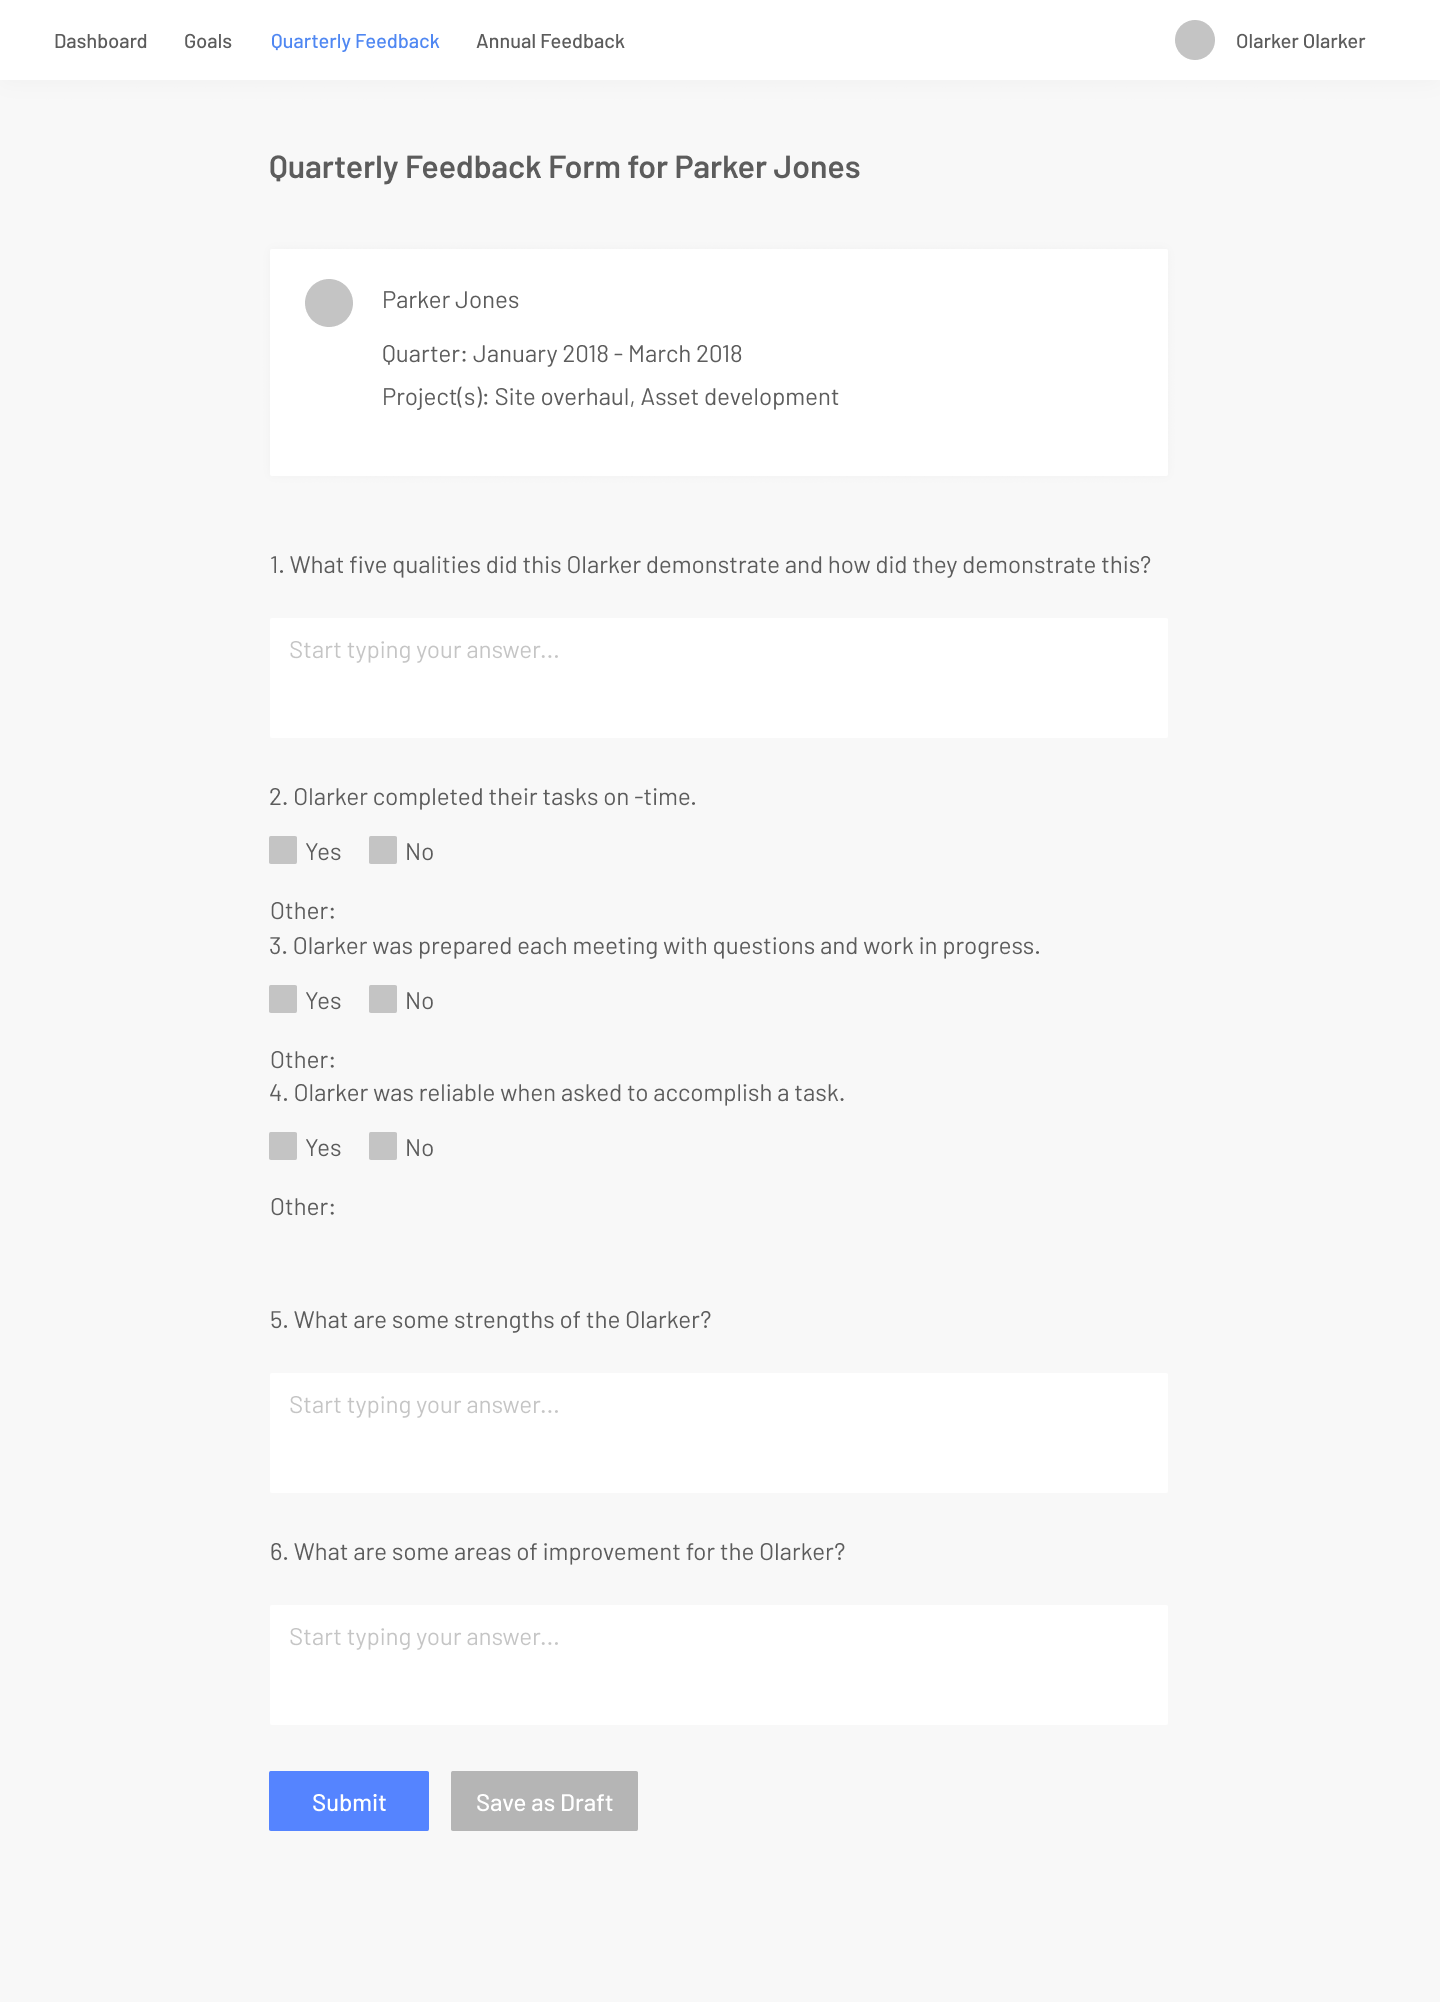 Dashboard Goals Quarterly Feedback Annual Feedback Olarker Olarker
Quarterly Feedback Form for Parker Jones
Parker Jones
Quarter: January 2018 - March 2018
Project(s): Site overhaul, Asset development
1. What five qualities did this Olarker demonstrate and how did they demonstrate this?
Start typing your answer...
2. Olarker completed their tasks on -time.
Yes No
Other:
3. Olarker was prepared each meeting with questions and work in progress.
Yes No
Other:
4. Olarker was reliable when asked to accomplish a task.
Yes No
Other:
5. What are some strengths of the Olarker?
Start typing your answer...
6. What are some areas of improvement for the Olarker?
Start typing your answer...
Submit Save as Draft